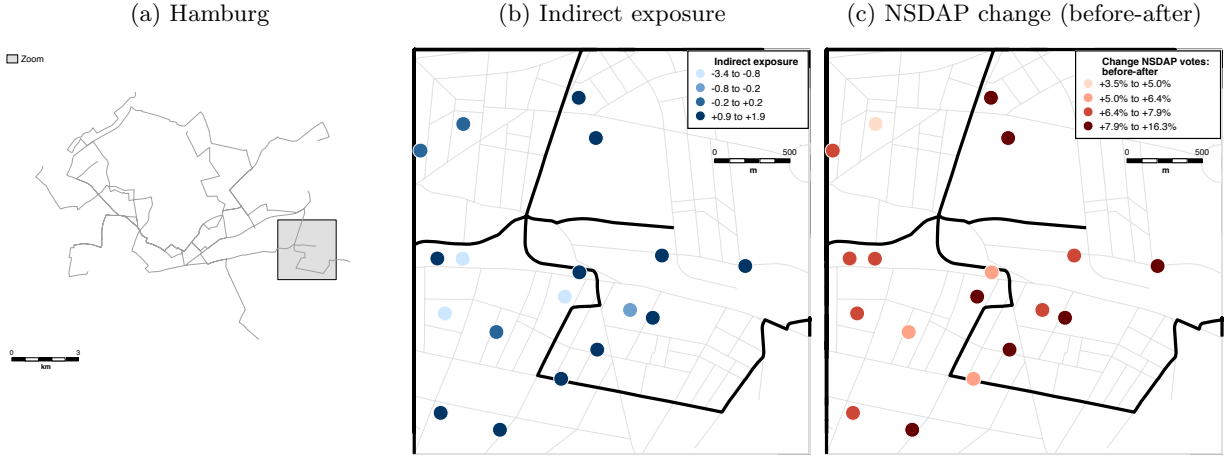 (a) Hamburg
Zoom
0 3
km
(b) Indirect exposure
Indirect exposure
-3.4 to -0.8
-0.8 to -0.2
-0.2 to +0.2
+0.9 to +1.9
0 500
m
(c) NSDAP change (before-after)
Change NSDAP votes:
before-after
+3.5% to +5.0%
+5.0% to +6.4%
+6.4% to +7.9%
+7.9% to +16.3%
0 500
m